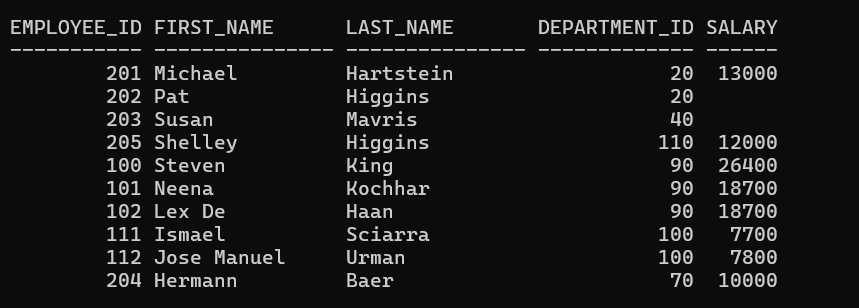 EMPLOYEE_ID FIRST_NAME      LAST_NAME       DEPARTMENT_ID SALARY
----------- --------------- --------------- ------------- ------
        201 Michael         Hartstein                  20  13000
        202 Pat             Higgins                    20
        203 Susan           Mavris                     40
        205 Shelley         Higgins                   110  12000
        100 Steven          King                       90  26400
        101 Neena           Kochhar                    90  18700
        102 Lex De          Haan                       90  18700
        111 Ismael          Sciarra                   100   7700
        112 Jose Manuel     Urman                     100   7800
        204 Hermann         Baer                       70  10000